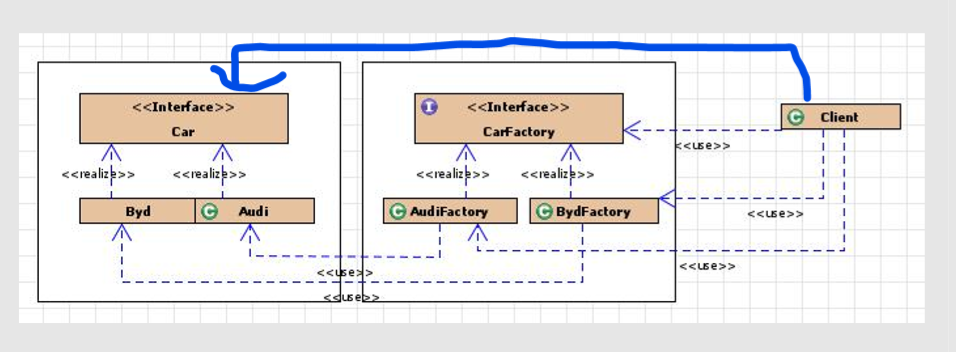 <<Interface>>
Car
I
<<Interface>>
CarFactory
C Client
<<use>>
<<realize>>
<<realize>>
<<realize>>
<<realize>>
Byd
C Audi
C AudiFactory
C BydFactory
<<use>>
<<use>>
<<use>>
<<use>>